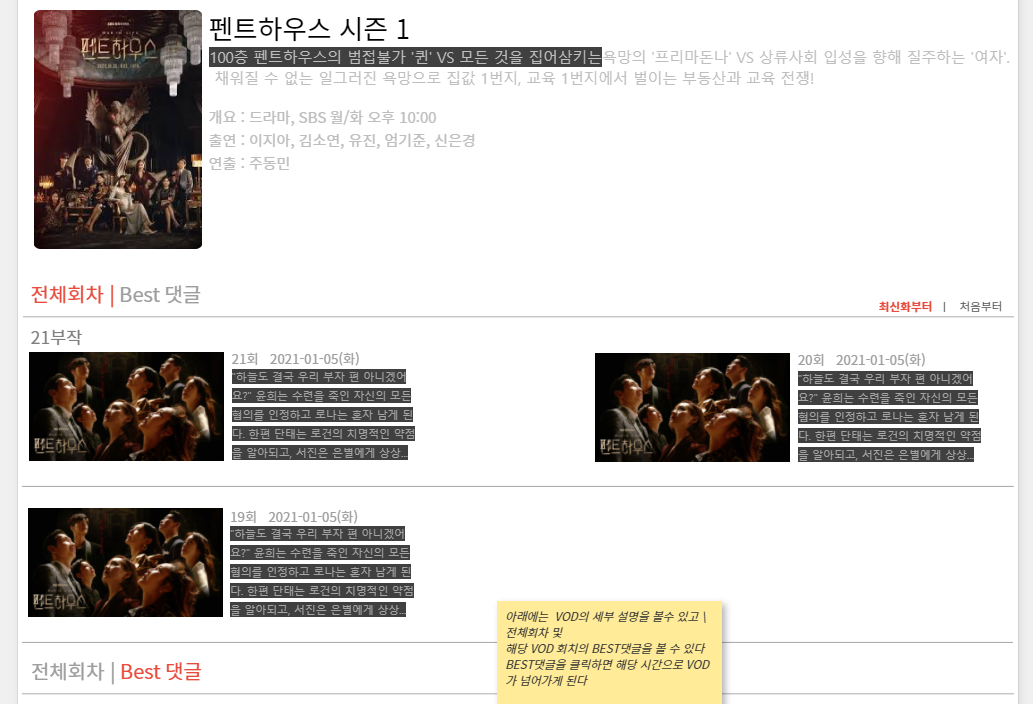 펜트하우스 시즌 1
100층 펜트하우스의 범접불가 '퀸' VS 모든 것을 집어삼키는욕망의 '프리마돈나' VS 상류사회 입성을 향해 질주하는 '여자'.
채워질 수 없는 일그러진 욕망으로 집값 1번지, 교육 1번지에서 벌이는 부동산과 교육 전쟁!
펜트하우스
개요 : 드라마, SBS 월/화 오후 10:00
출연 : 이지아, 김소연, 유진, 엄기준, 신은경
연출 : 주동민
전체회차 | Best 댓글
최신화부터 | 처음부터
21부작
21회 2021-01-05(화)
"하늘도 결국 우리 부자 편 아니겠어
요?" 윤희는 수련을 죽인 자신의 모든
혐의를 인정하고 로나는 혼자 남게 된
다. 한편 단태는 로건의 치명적인 약점
을 알아되고, 서진은 은별에게 상상...
펜트하우스
20회 2021-01-05(화)
"하늘도 결국 우리 부자 편 아니겠어
요?" 윤희는 수련을 죽인 자신의 모든
혐의를 인정하고 로나는 혼자 남게 된
다. 한편 단태는 로건의 치명적인 약점
을 알아되고, 서진은 은별에게 상상...
펜트하우스
19회 2021-01-05(화)
"하늘도 결국 우리 부자 편 아니겠어
요?" 윤희는 수련을 죽인 자신의 모든
혐의를 인정하고 로나는 혼자 남게 된
다. 한편 단태는 로건의 치명적인 약점
을 알아되고, 서진은 은별에게 상상...
펜트하우스
아래에는 VOD의 세부 설명을 볼수 있고 |
전체회차 및
해당 VOD 회치의 BEST댓글을 볼 수 있다
BEST댓글을 클릭하면 해당 시간으로 VOD
가 넘어가게 된다
전체회차 | Best 댓글